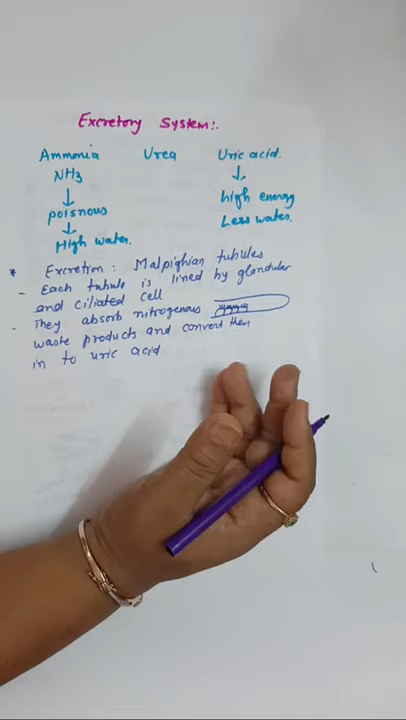 Excretory System:.
Ammonia Urea Uric acid.
NH3
poisnous
High water.
high energy
Less water.
* Excretion: Malpighian tubules
- Each tubule is lined by glandular
and ciliated cell
- They absorb nitrogenous
waste products and convert them
in to uric acid